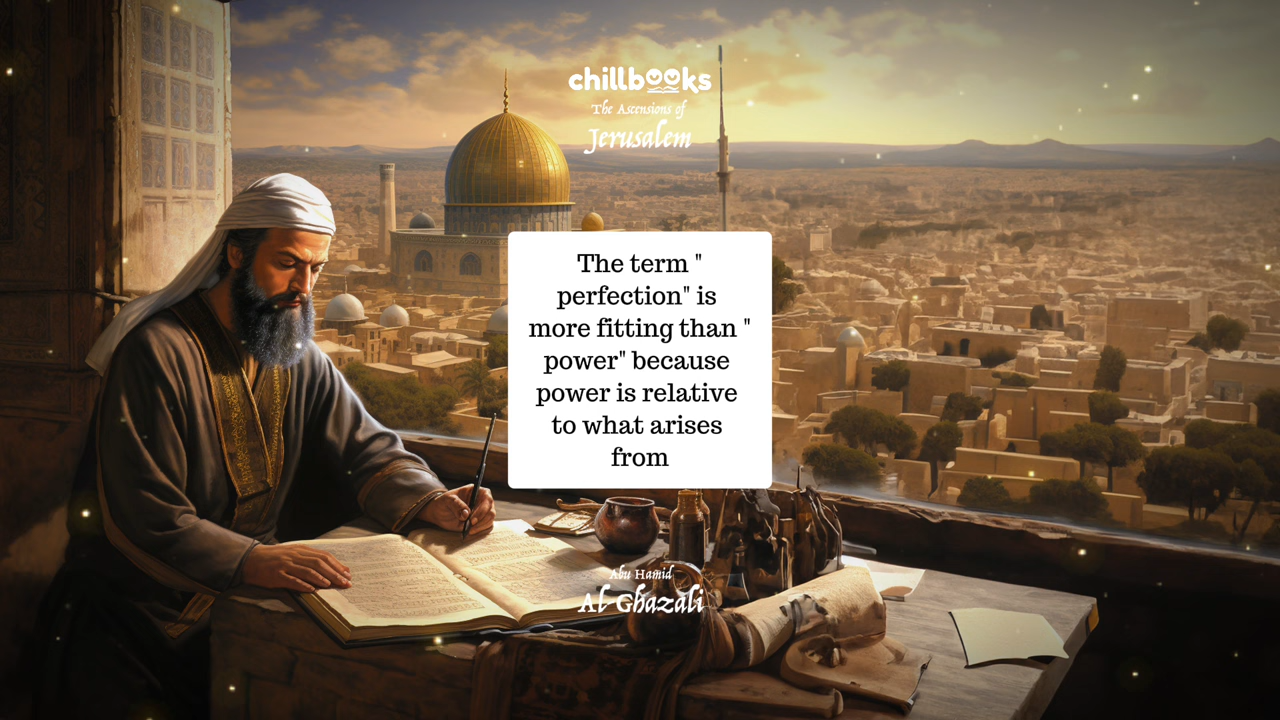 chillbooks
The Ascensions of
Jerusalem
The term "
perfection" is
more fitting than "
power" because
power is relative
to what arises
from
Abu Hamid
Al-Ghazali